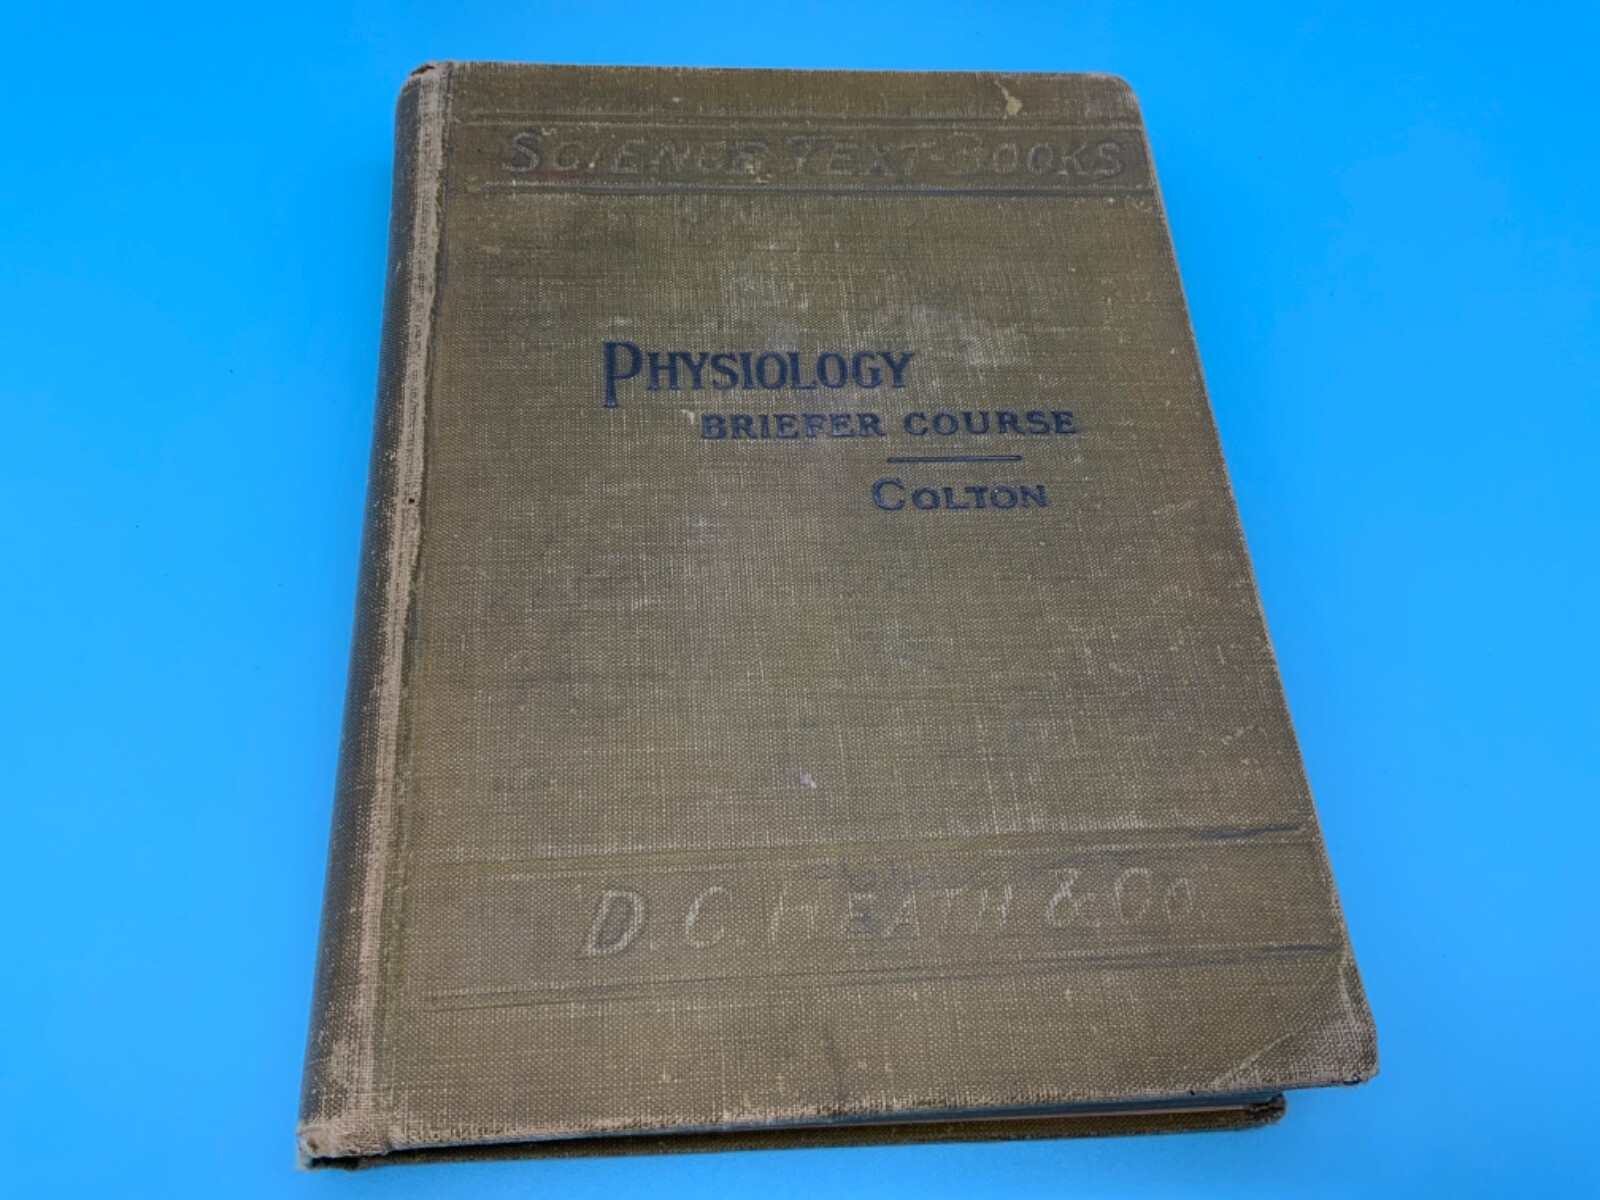 SCIENCE TEXT-BOOKS
PHYSIOLOGY
BRIEFER COURSE
COLTON
D. C. HEATH & CO.